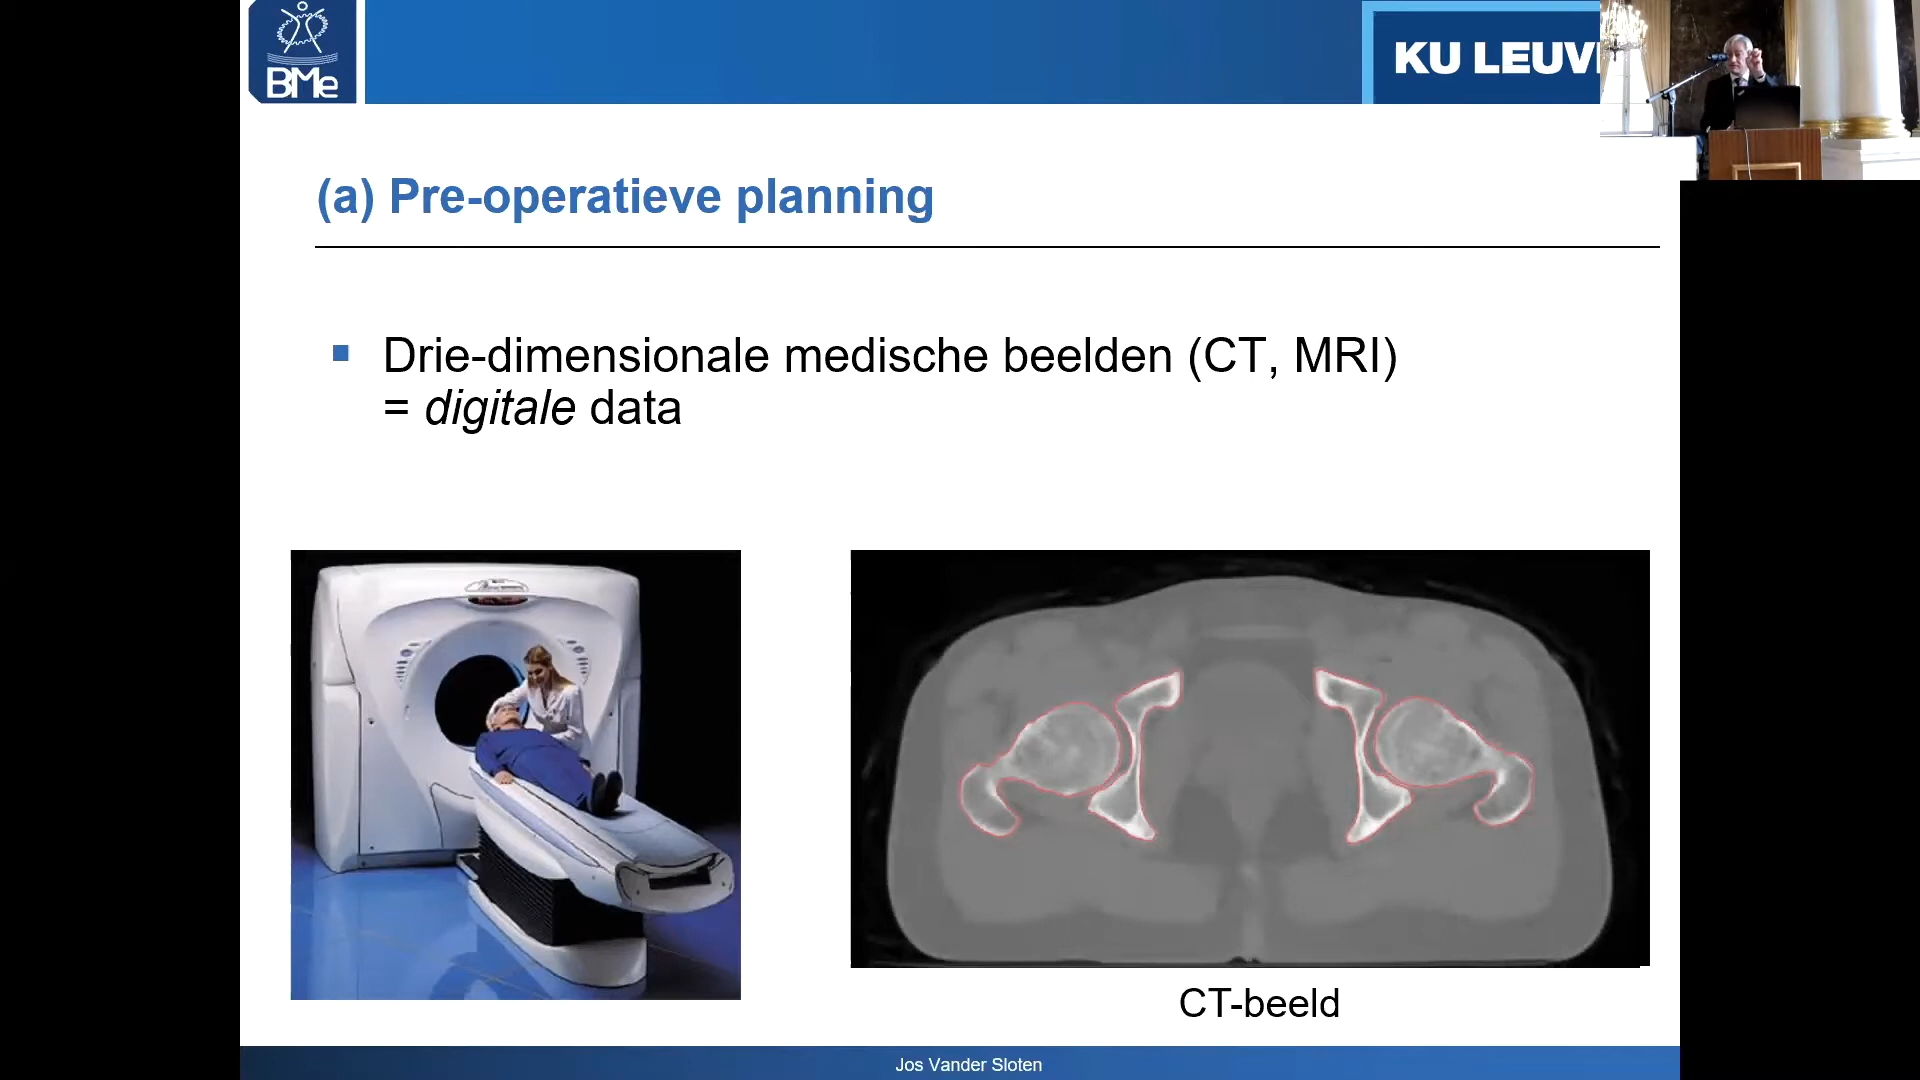 BMe
KU LEUV
(a) Pre-operatieve planning
Drie-dimensionale medische beelden (CT, MRI)
= digitale data
CT-beeld
Jos Vander Sloten